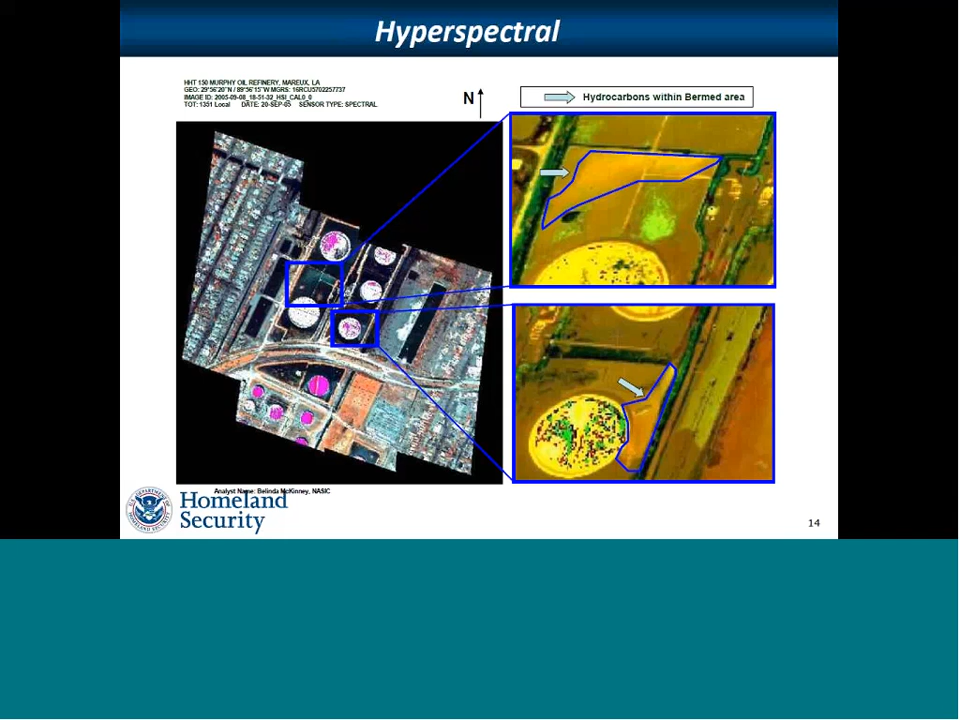 Hyperspectral
HHT 150 MURPHY OIL REFINERY, MAREUX, LA
GEO: 29°56'20"N / 89°56'15"W MGRS: 16RCU5702257737
IMAGE ID: 2005-09-08_18-51-32_HSI_CAL0_0
TOT: 1351 Local DATE: 20-SEP-05 SENSOR TYPE: SPECTRAL
N
Hydrocarbons within Bermed area
Analyst Name: Belinda McKinney, NASIC
Homeland
Security
14